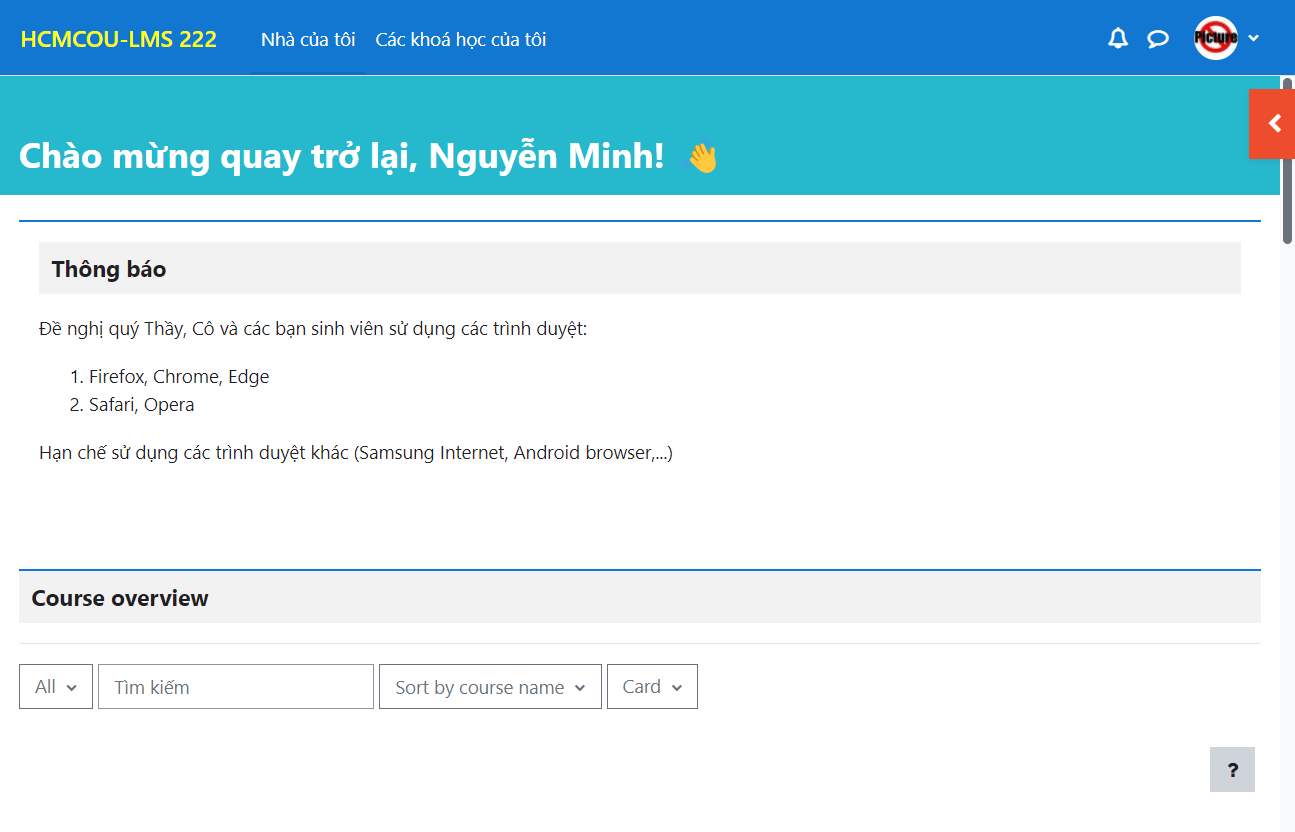 HCMCOU-LMS 222 Nhà của tôi Các khoá học của tôi
Picture
Chào mừng quay trở lại, Nguyễn Minh! 👋
Thông báo
Đề nghị quý Thầy, Cô và các bạn sinh viên sử dụng các trình duyệt:
1. Firefox, Chrome, Edge
2. Safari, Opera
Hạn chế sử dụng các trình duyệt khác (Samsung Internet, Android browser,...)
Course overview
All Tìm kiếm Sort by course name Card
?